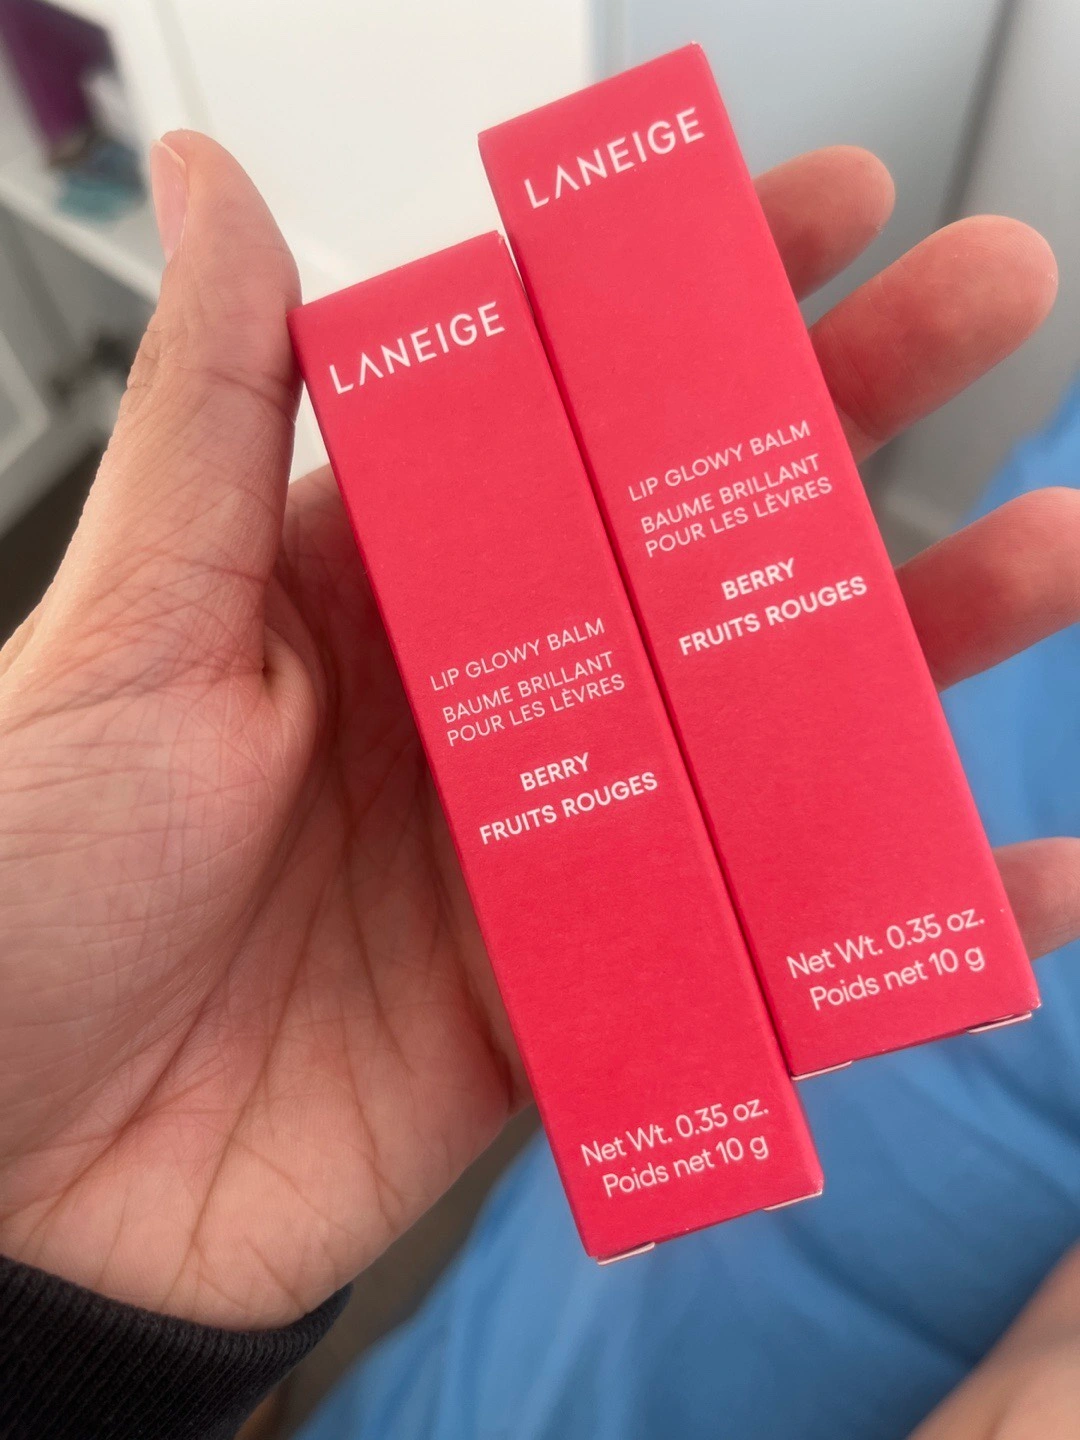 LANEIGE
LIP GLOWY BALM
BAUME BRILLANT
POUR LES LÈVRES
BERRY
FRUITS ROUGES
Net Wt. 0.35 oz.
Poids net 10 g
LANEIGE
LIP GLOWY BALM
BAUME BRILLANT
POUR LES LÈVRES
BERRY
FRUITS ROUGES
Net Wt. 0.35 oz.
Poids net 10 g